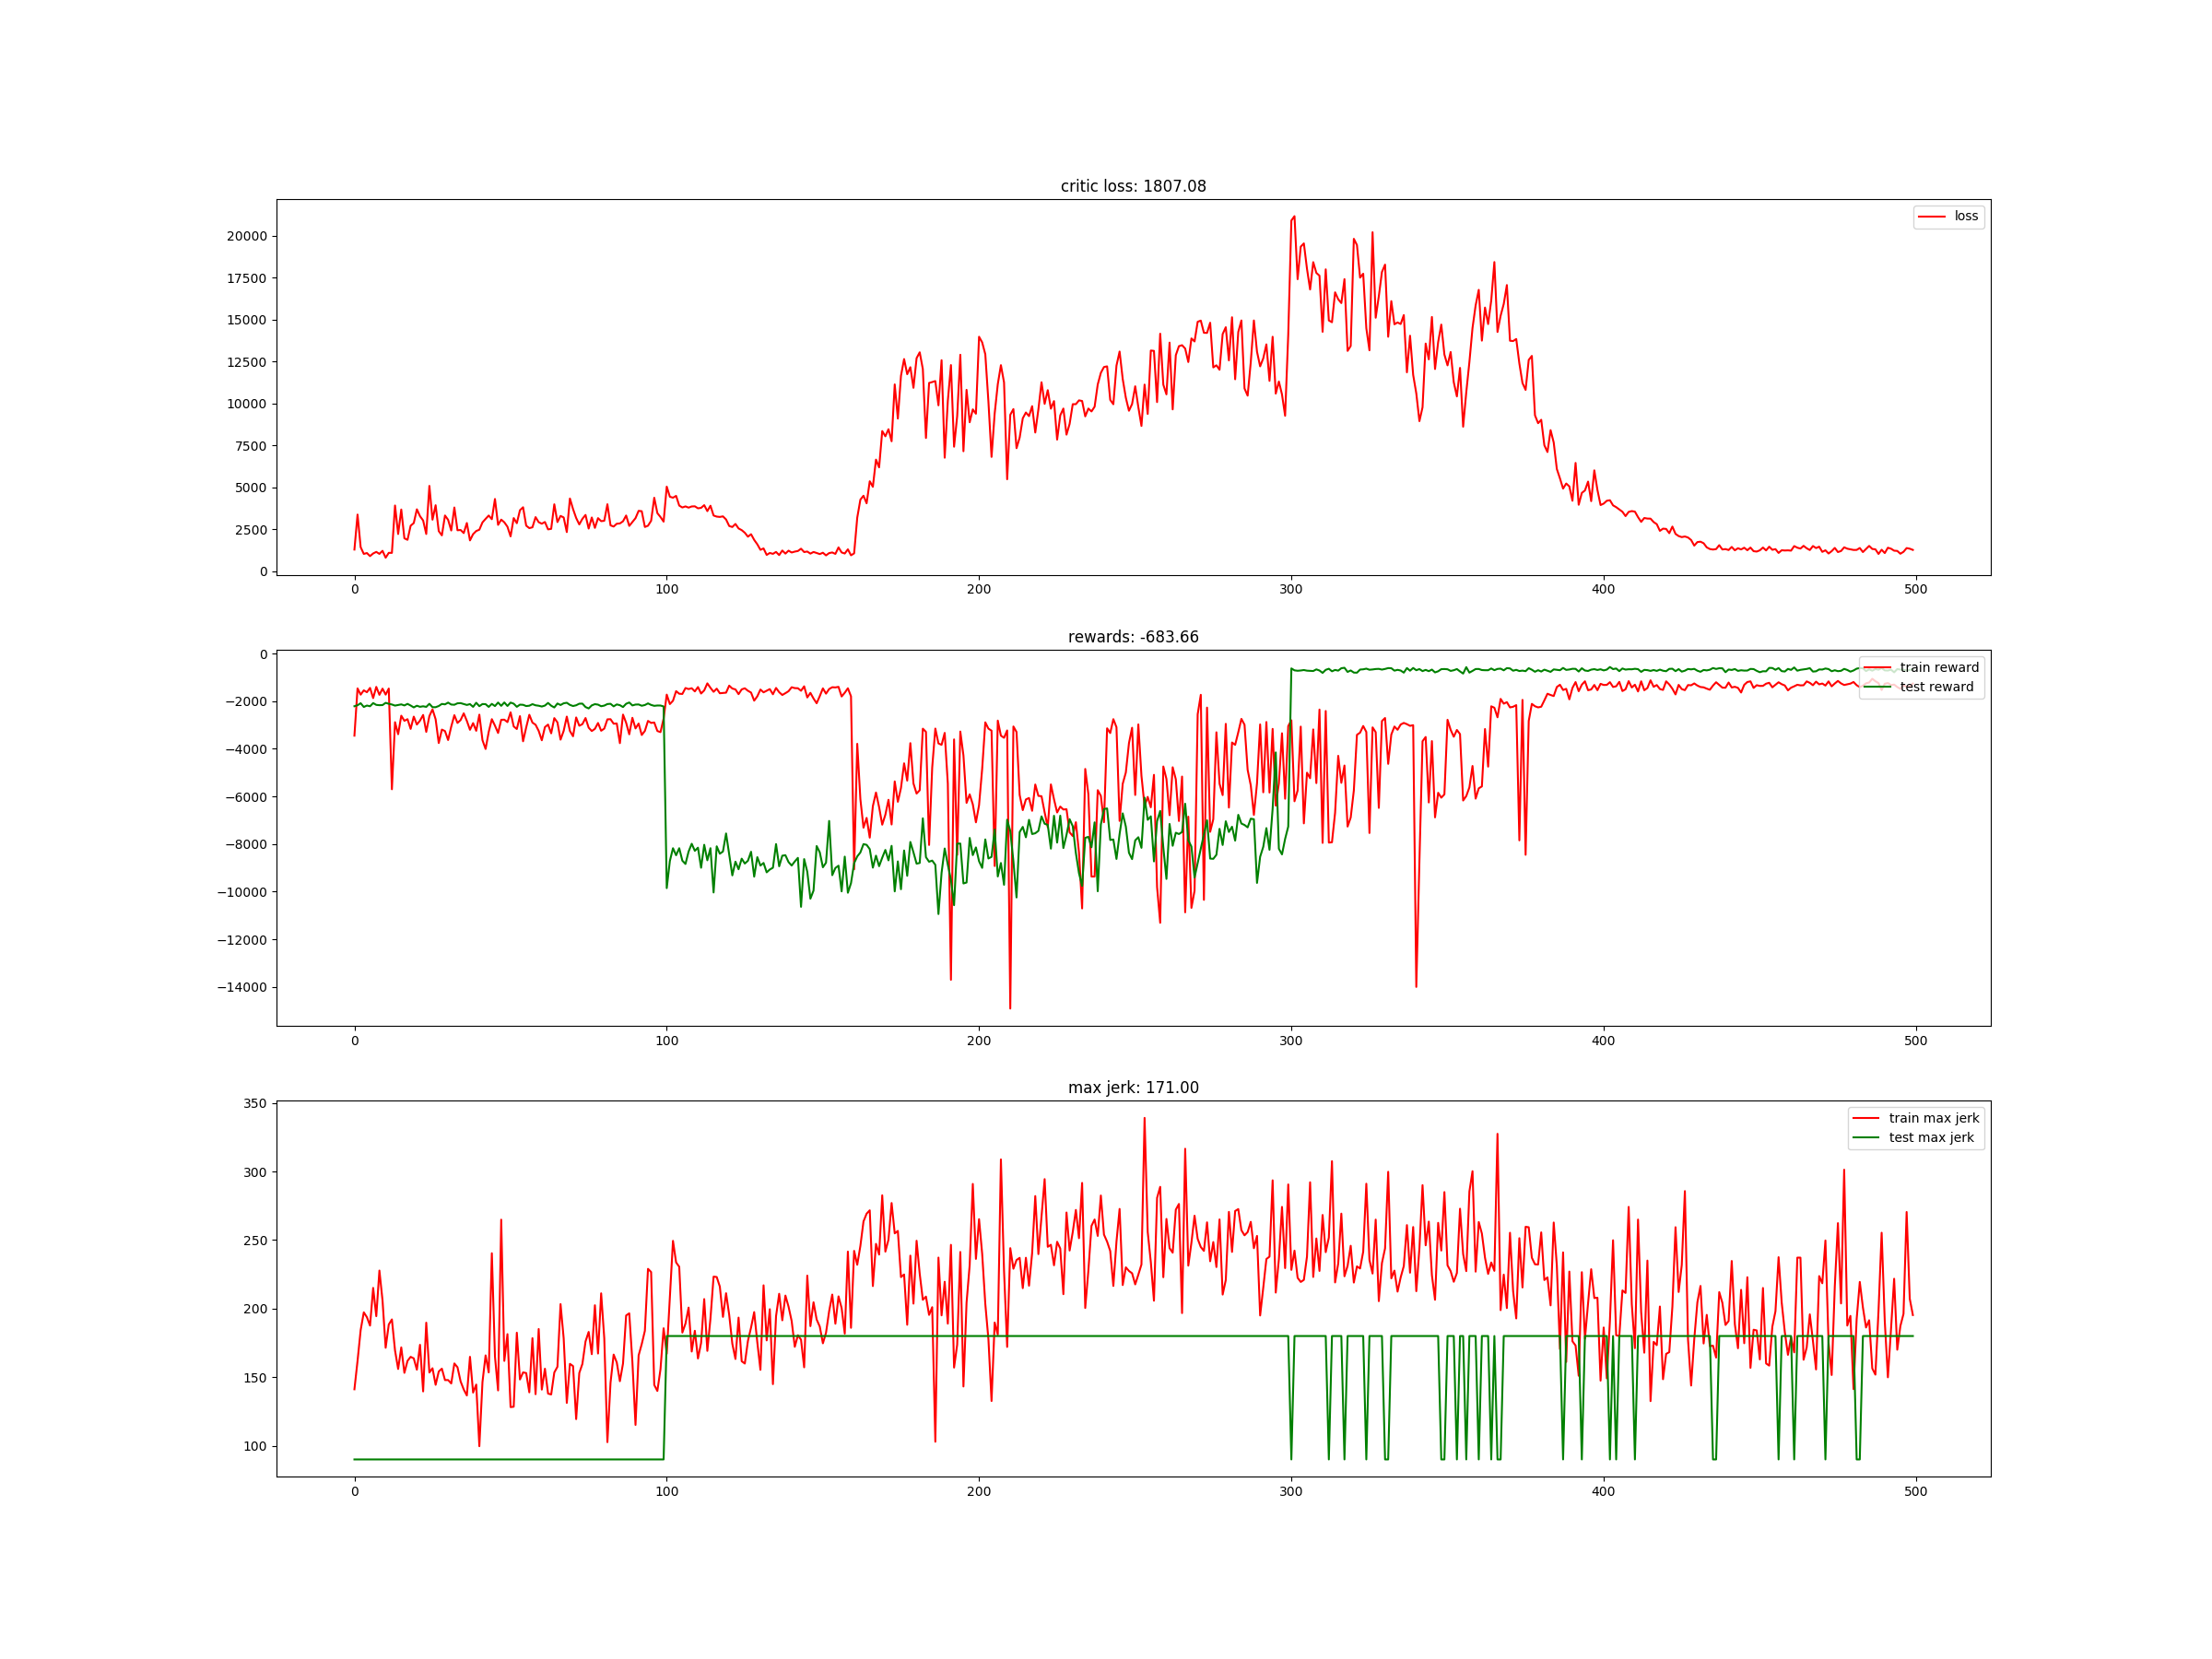 critic loss: 1807.08
loss
20000
17500
15000
12500
10000
7500
5000
2500
0
0 100 200 300 400 500
rewards: -683.66
train reward
test reward
0
−2000
−4000
−6000
−8000
−10000
−12000
−14000
0 100 200 300 400 500
max jerk: 171.00
train max jerk
test max jerk
350
300
250
200
150
100
0 100 200 300 400 500